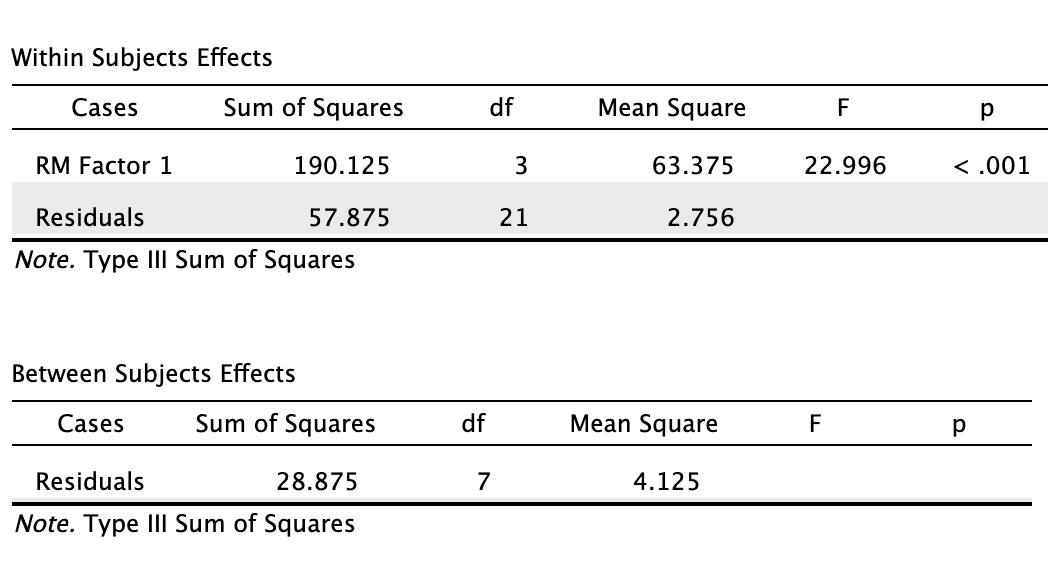 Within Subjects Effects
Cases Sum of Squares df Mean Square F p
RM Factor 1 190.125 3 63.375 22.996 < .001
Residuals 57.875 21 2.756
Note. Type III Sum of Squares
Between Subjects Effects
Cases Sum of Squares df Mean Square F p
Residuals 28.875 7 4.125
Note. Type III Sum of Squares